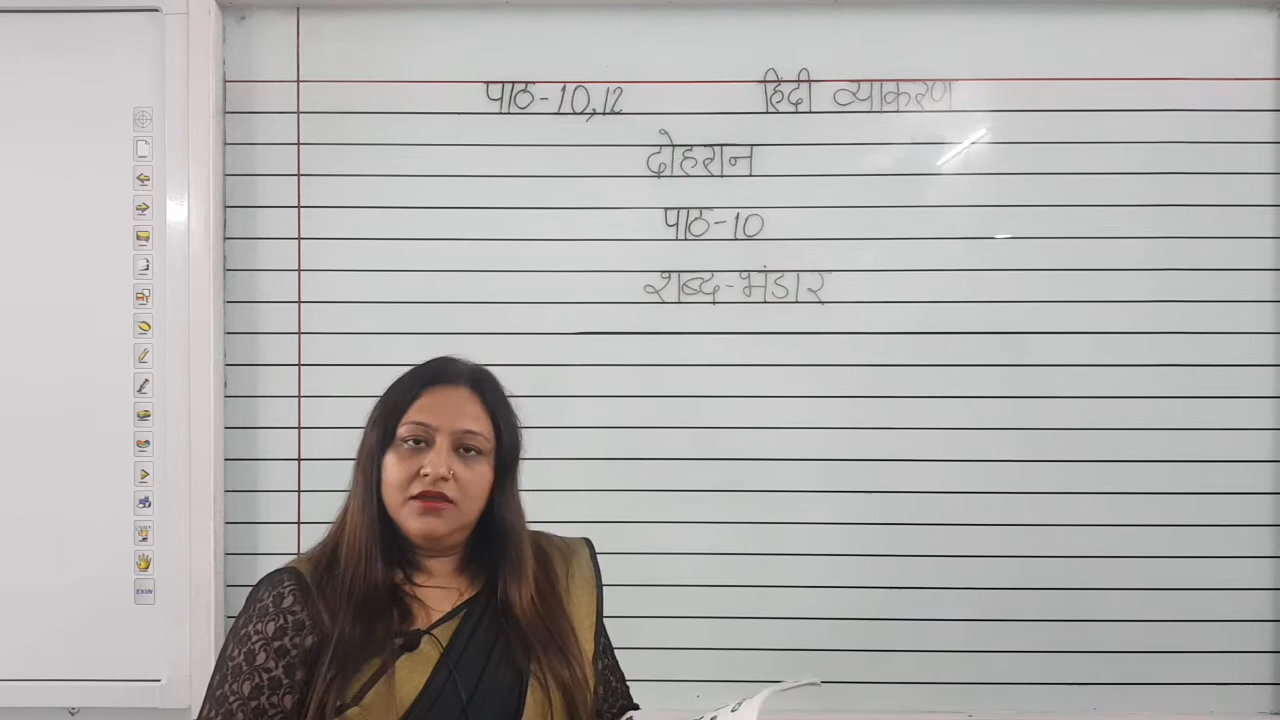 पाठ-10,12 हिंदी व्याकरण
दोहरान
पाठ-10
शब्द-भंडार